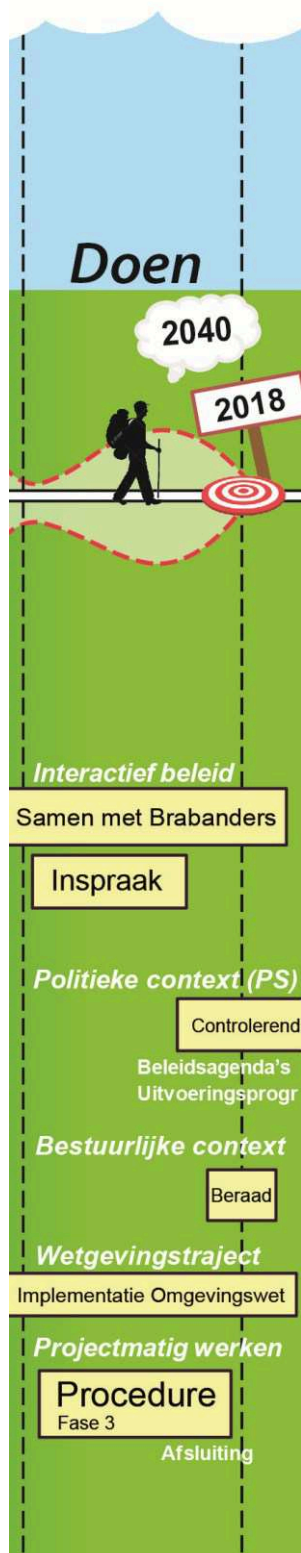 Doen
2040
2018
Interactief beleid
Samen met Brabanders
Inspraak
Politieke context (PS)
Controlerend
Beleidsagenda's
Uitvoeringsprogr
Bestuurlijke context
Beraad
Wetgevingstraject
Implementatie Omgevingswet
Projectmatig werken
Procedure
Fase 3
Afsluiting